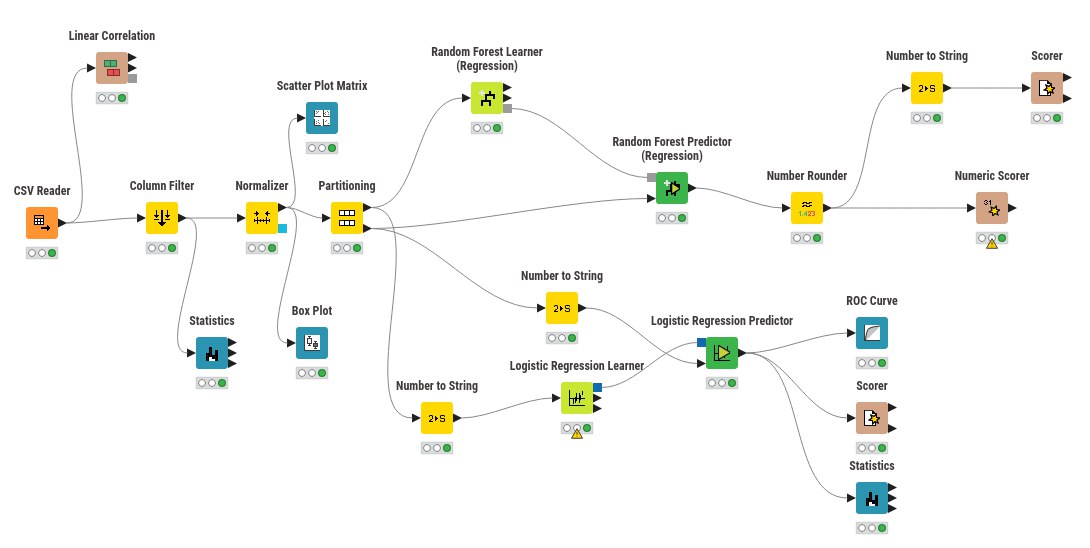 Linear Correlation
Random Forest Learner
(Regression)
Number to String
2▸S
Scorer
Scatter Plot Matrix
Random Forest Predictor
(Regression)
CSV Reader
Column Filter
Normalizer
Partitioning
Number Rounder
≈
1.423
Numeric Scorer
31
Number to String
2▸S
ROC Curve
Statistics
Box Plot
Logistic Regression Predictor
Logistic Regression Learner
Number to String
2▸S
Scorer
Statistics